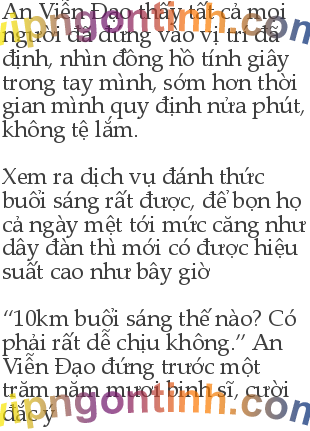 An Viễn Đạo thấy tất cả mọi
người đã đứng vào vị trí đã
định, nhìn đồng hồ tính giây
trong tay mình, sớm hơn thời
gian mình quy định nửa phút,
không tệ lắm.

Xem ra dịch vụ đánh thức
buổi sáng rất được, để bọn họ
cả ngày mệt tới mức căng như
dây đàn thì mới có được hiệu
suất cao như bây giờ

“10km buổi sáng thế nào? Có
phải rất dễ chịu không.” An
Viễn Đạo đứng trước một
trăm năm mươi binh sĩ, cười
đắc ý
vipngontinh.com
vipngontinh.com